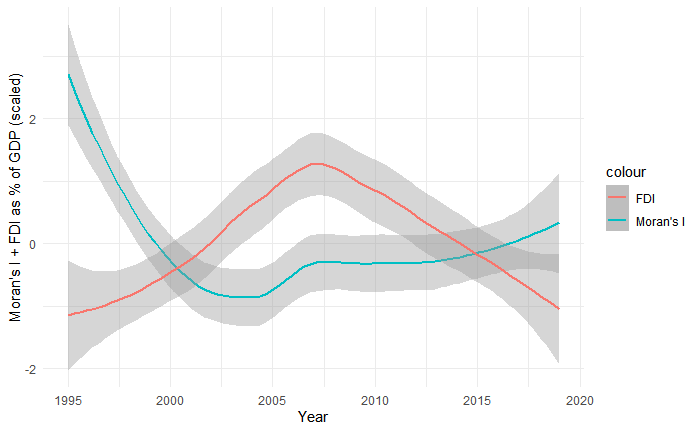 Moran's I + FDI as % of GDP (scaled)
2
0
-2
1995 2000 2005 2010 2015 2020
Year
colour
FDI
Moran's I